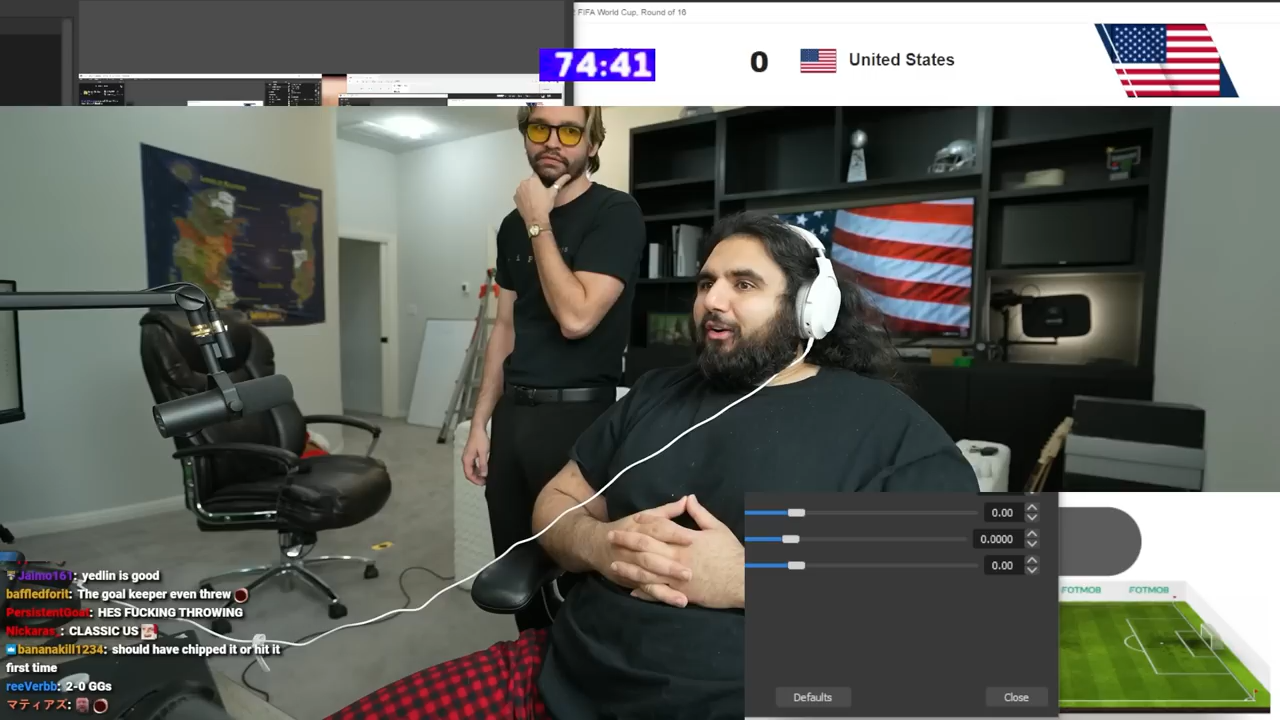 FIFA World Cup, Round of 16
74:41
0 United States
0.00
0.0000
0.00
FOTMOB FOTMOB
Jaimo161: yedlin is good
baffledforit: The goal keeper even threw
PersistentGoat: HES FUCKING THROWING
Nickaras : CLASSIC US
bananakill1234: should have chipped it or hit it
first time
reeVerbb: 2-0 GGs
マティアズ:
Defaults Close